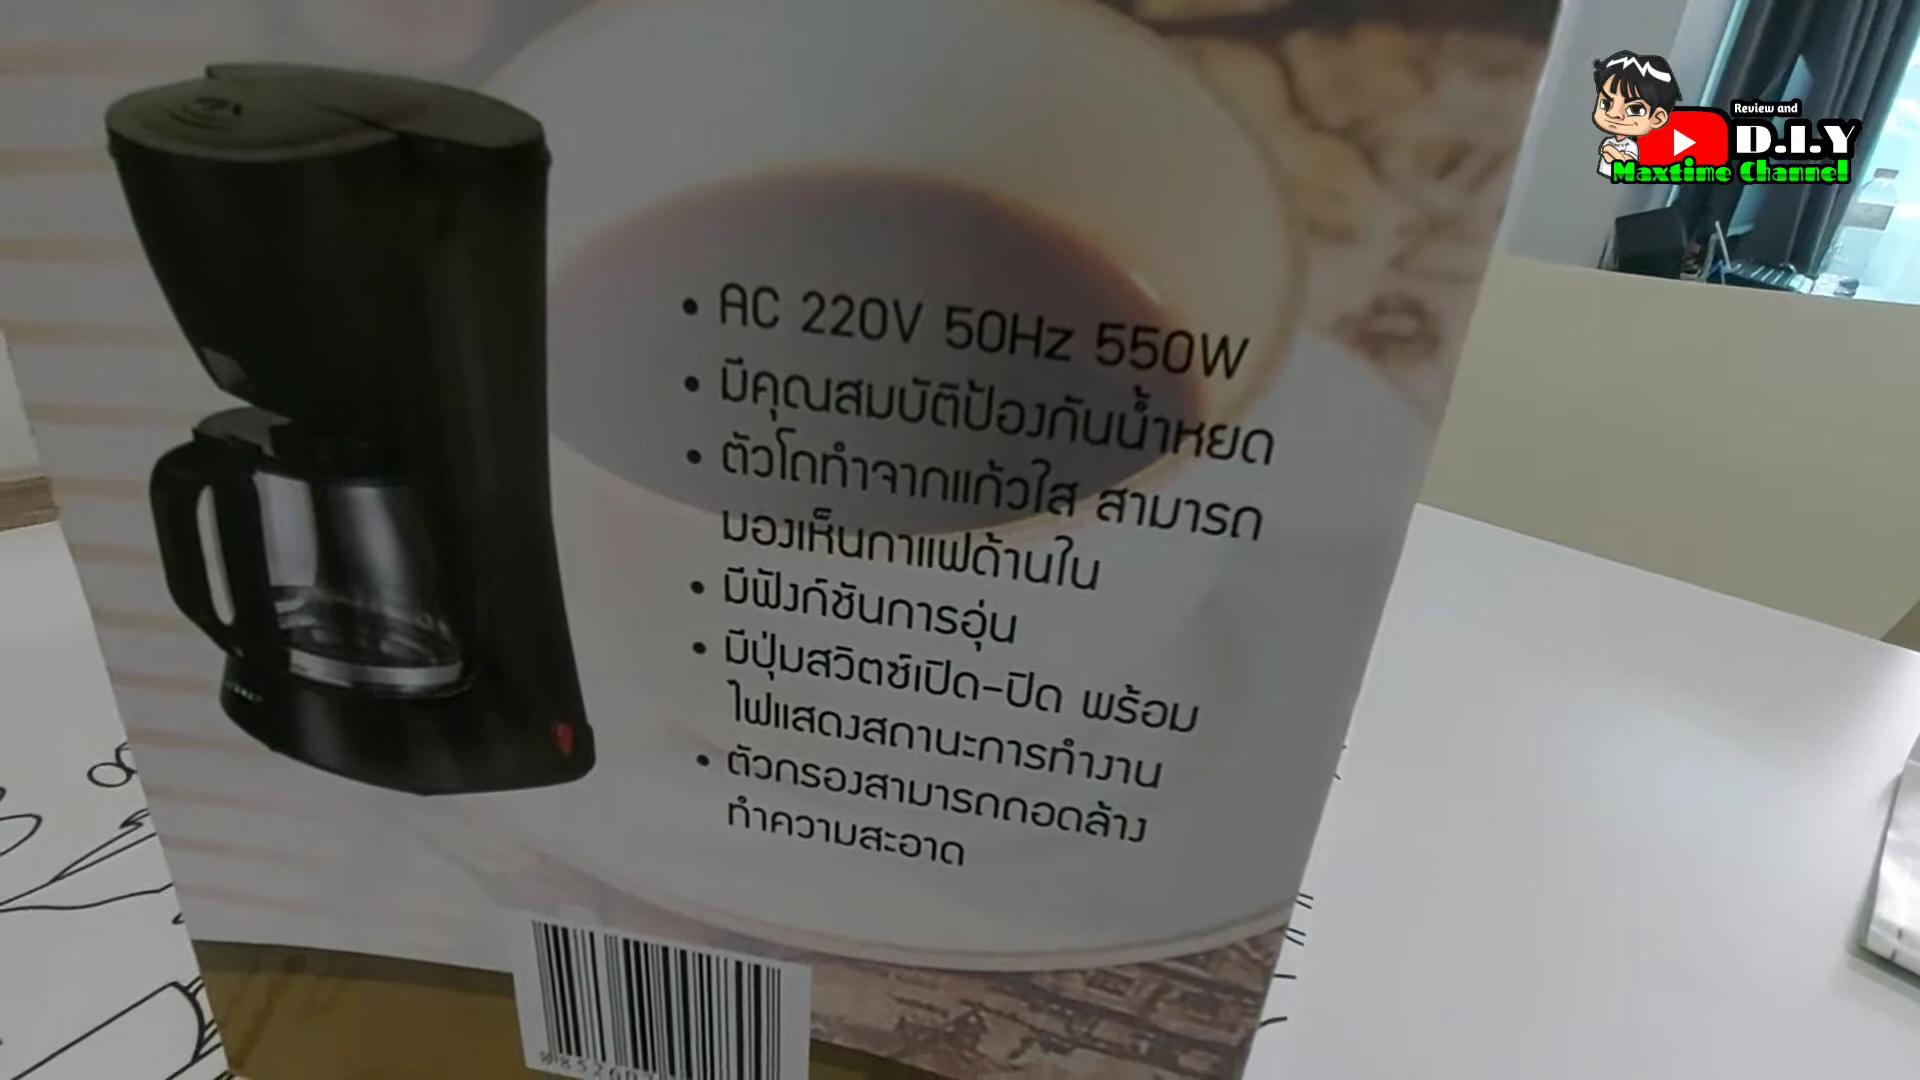 Review and
D.I.Y
Maxtime Channel
• AC 220V 50Hz 550W
• มีคุณสมบัติป้องกันน้ำหยด
• ตัวโถทำจากแก้วใส สามารถ
มองเห็นกาแฟด้านใน
• มีฟังก์ชันการอุ่น
• มีปุ่มสวิตซ์เปิด-ปิด พร้อม
ไฟแสดงสถานะการทำงาน
• ตัวกรองสามารถถอดล้าง
ทำความสะอาด